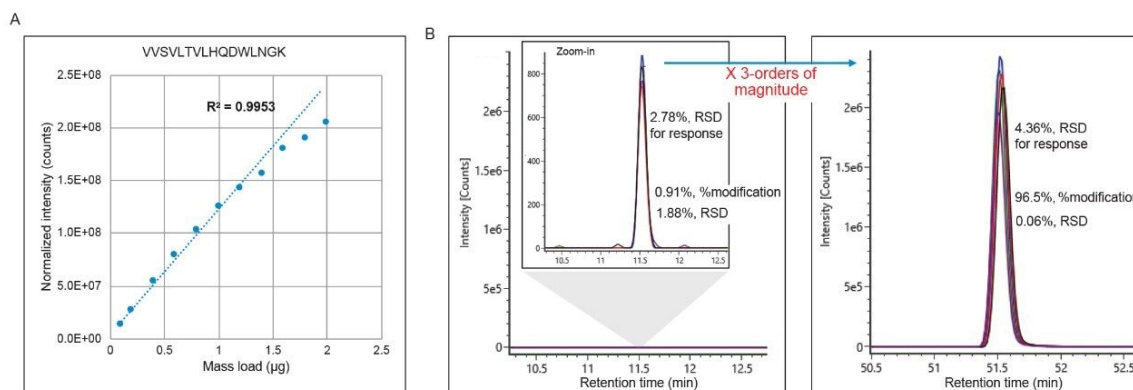 A
VVSVLTVLHQDWLNGK
2.5E+08
2.0E+08
1.5E+08
1.0E+08
5.0E+07
0.0E+00
Normalized intensity (counts)
R² = 0.9953
0 0.5 1 1.5 2 2.5
Mass load (µg)
B
Zoom-in
800
600
400
200
0
2.78%, RSD
for response
0.91%, %modification
1.88%, RSD
10.5 11 11.5 12 12.5
2e6
1.5e6
1e6
5e5
0
Intensity [Counts]
10.5 11 11.5 12 12.5
Retention time (min)
X 3-orders of
magnitude
2e6
1.5e6
1e6
5e5
0
Intensity [Counts]
4.36%, RSD
for response
96.5%, %modification
0.06%, RSD
50.5 51 51.5 52 52.5
Retention time (min)